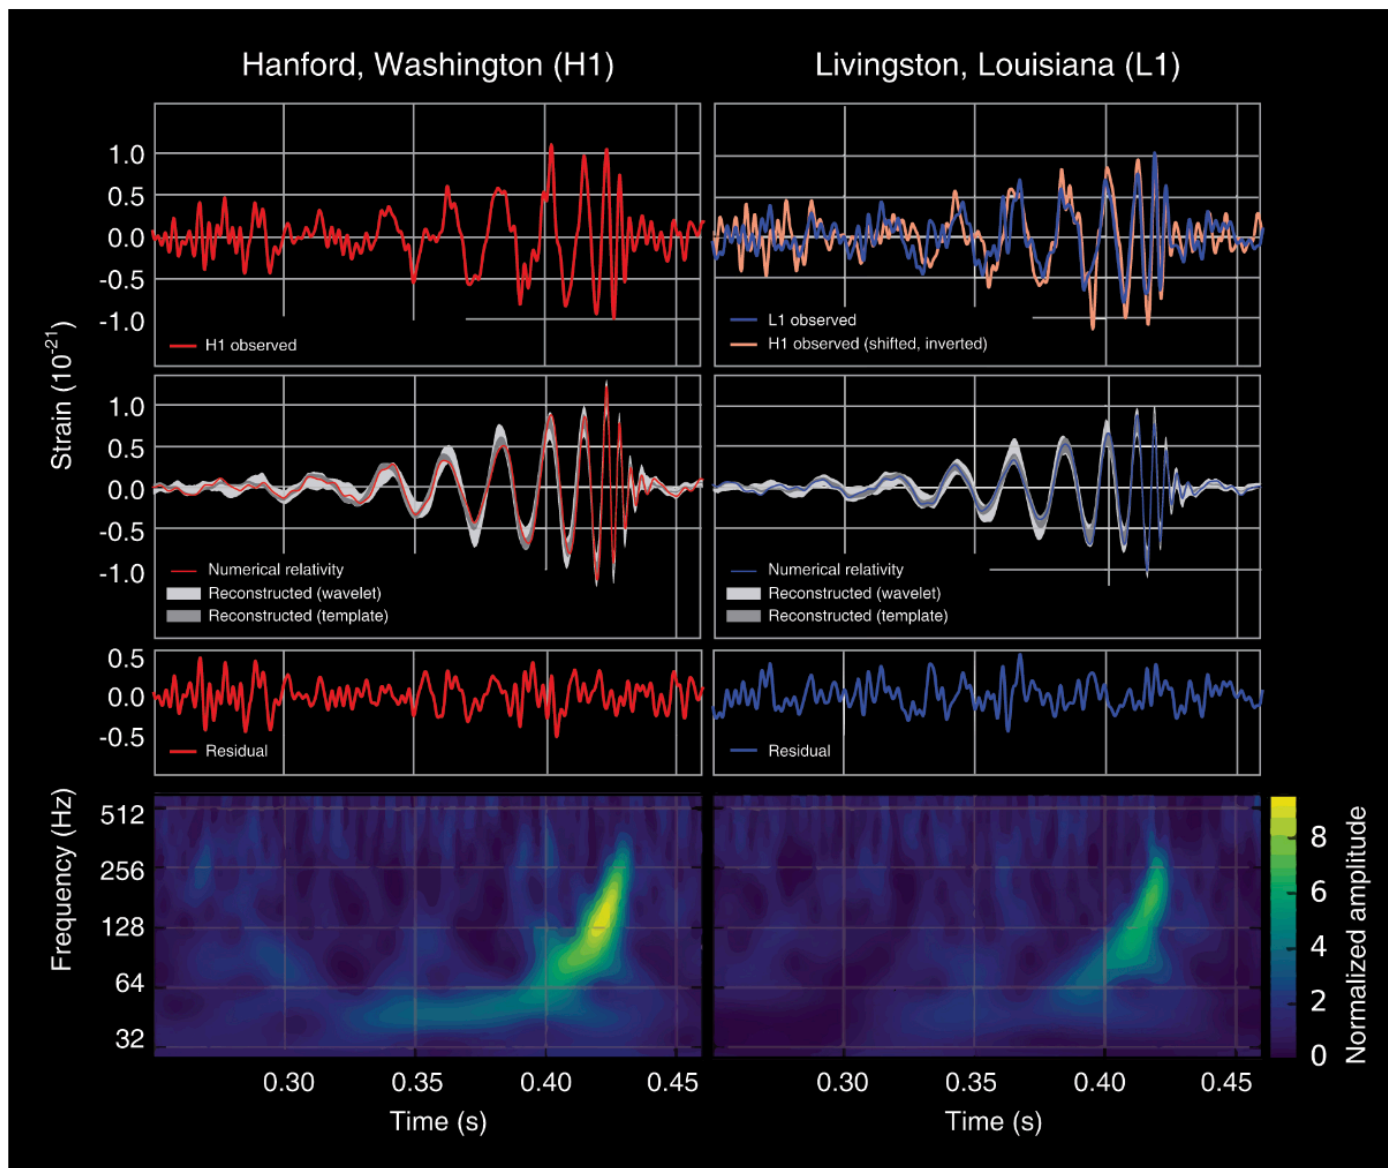 Hanford, Washington (H1)
Livingston, Louisiana (L1)
Strain (10⁻²¹)
1.0
0.5
0.0
-0.5
-1.0
H1 observed
L1 observed
H1 observed (shifted, inverted)
1.0
0.5
0.0
-0.5
-1.0
Numerical relativity
Reconstructed (wavelet)
Reconstructed (template)
Numerical relativity
Reconstructed (wavelet)
Reconstructed (template)
0.5
0.0
-0.5
Residual
Residual
Frequency (Hz)
512
256
128
64
32
Normalized amplitude
8
6
4
2
0
0.30 0.35 0.40 0.45
0.30 0.35 0.40 0.45
Time (s)
Time (s)